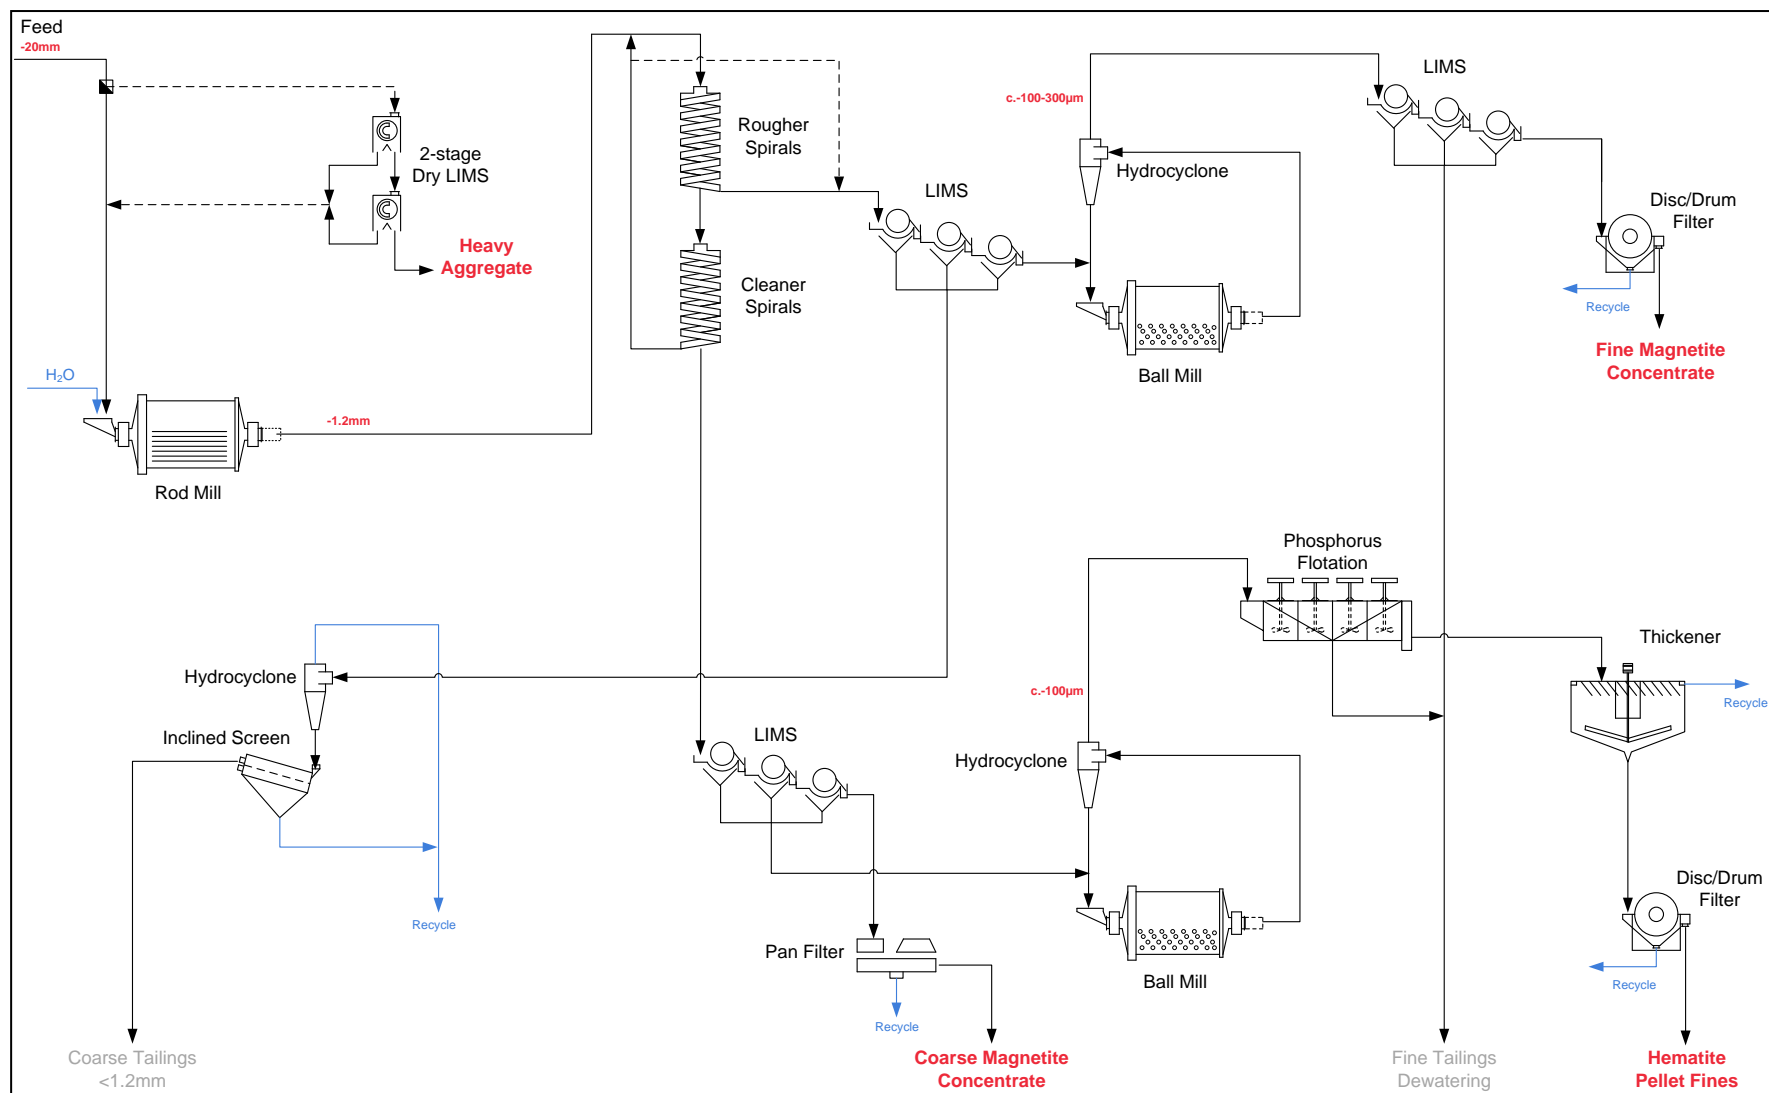 Feed
-20mm
2-stage
Dry LIMS
Heavy
Aggregate
H₂O
Rod Mill
-1.2mm
Rougher
Spirals
Cleaner
Spirals
LIMS
c.-100-300µm
Hydrocyclone
Ball Mill
LIMS
Disc/Drum
Filter
Recycle
Fine Magnetite
Concentrate
Hydrocyclone
Inclined Screen
Recycle
Coarse Tailings
<1.2mm
LIMS
Pan Filter
Recycle
Coarse Magnetite
Concentrate
c.-100µm
Hydrocyclone
Ball Mill
Phosphorus
Flotation
Fine Tailings
Dewatering
Thickener
Recycle
Disc/Drum
Filter
Recycle
Hematite
Pellet Fines